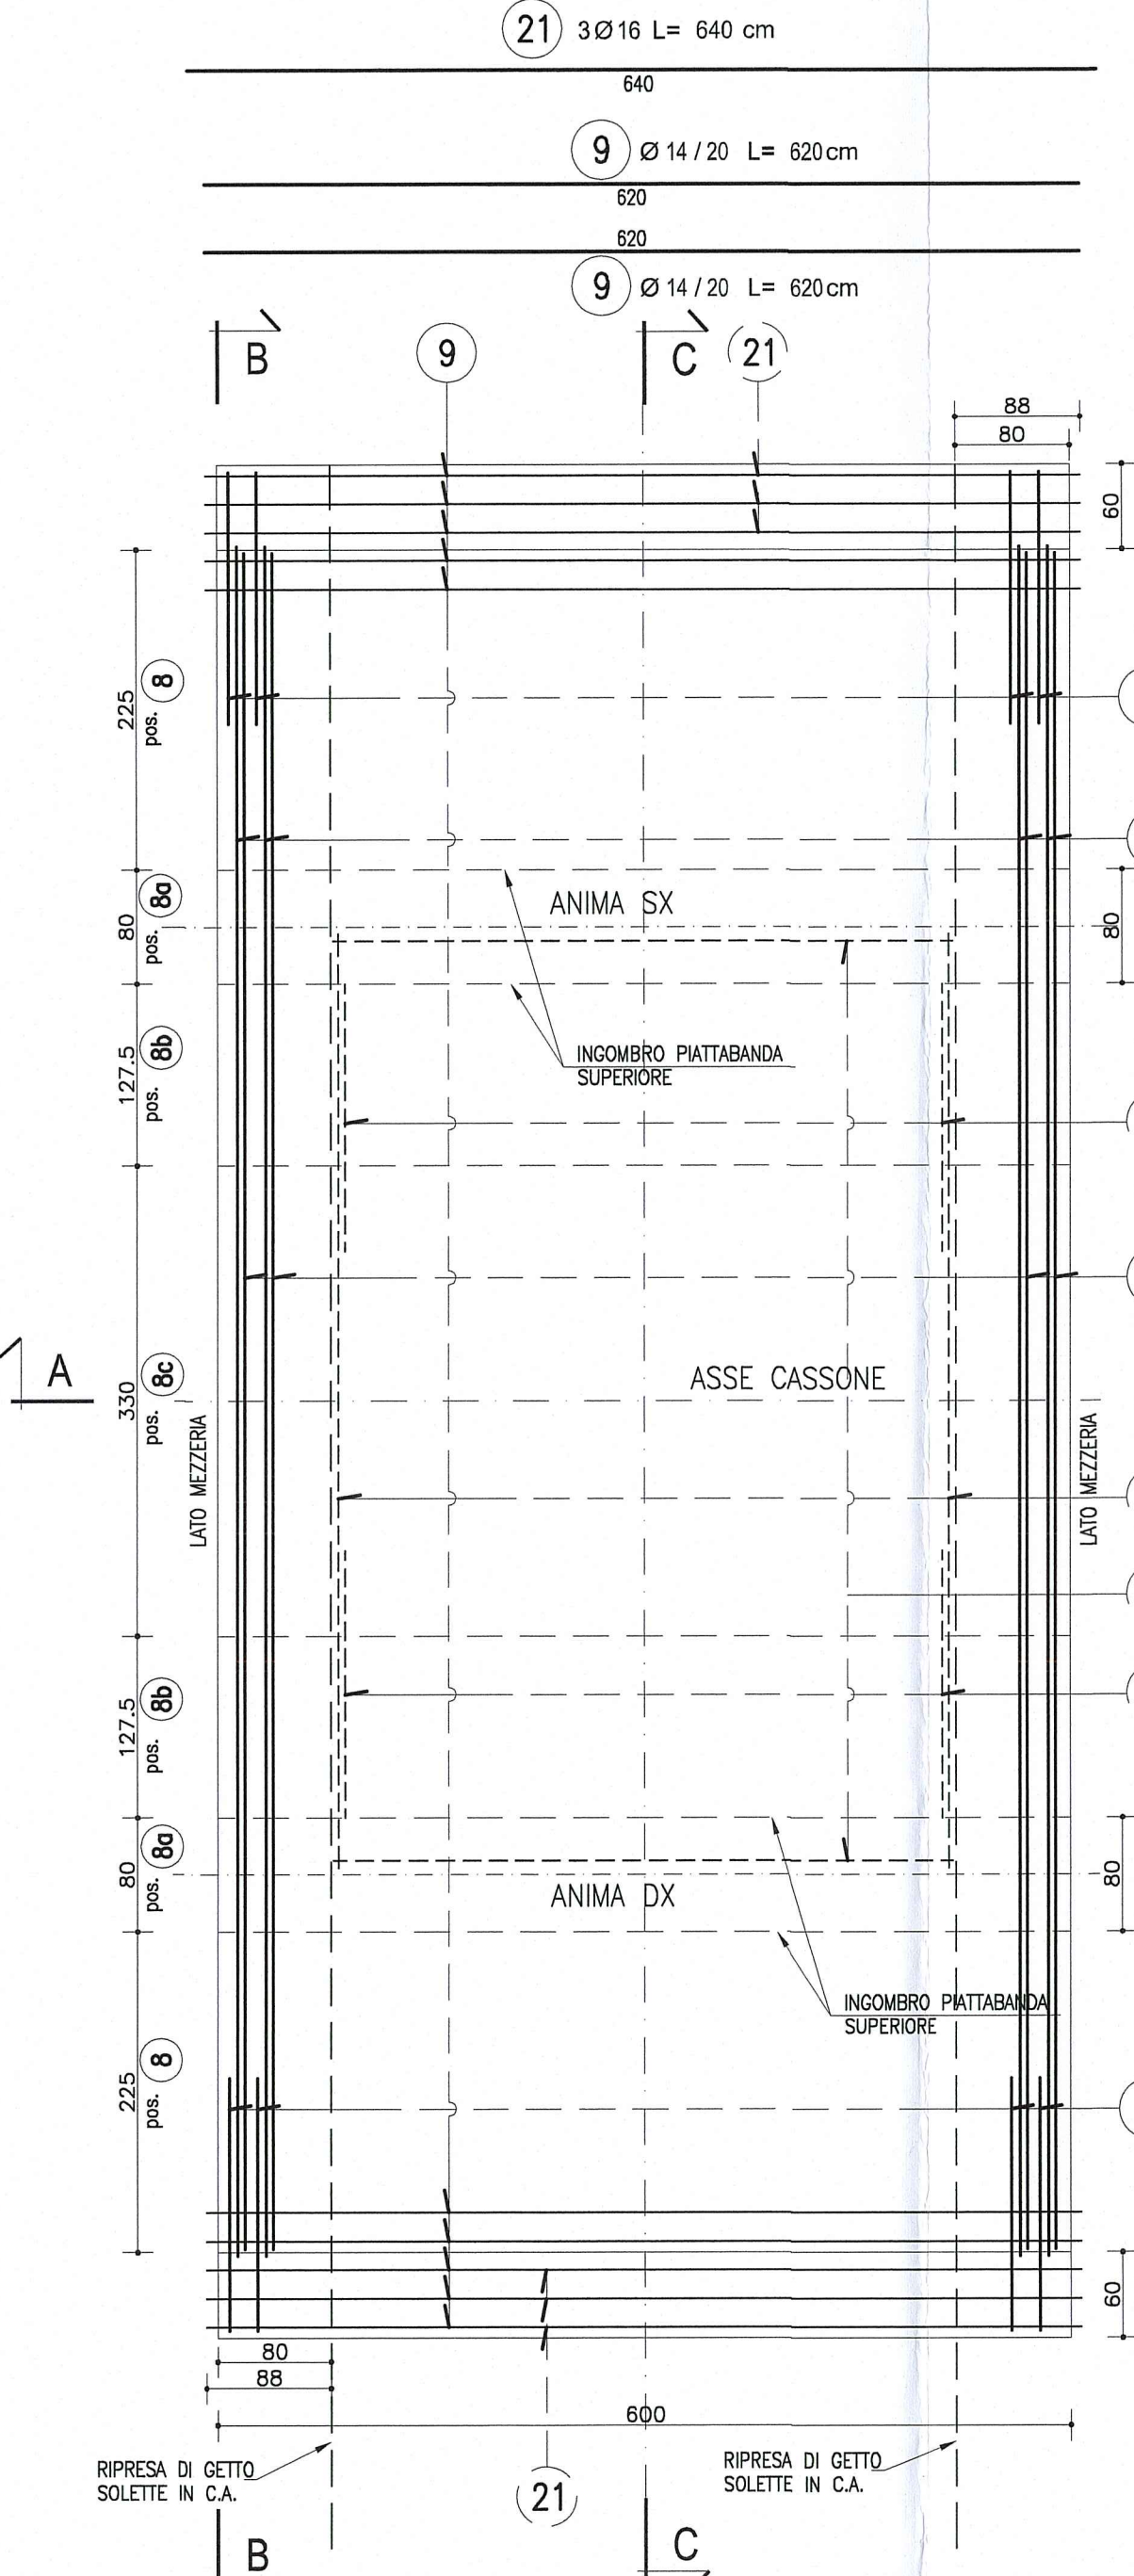 21 3Ø16 L= 640 cm
640
9 Ø 14 / 20 L= 620cm
620
620
9 Ø 14 / 20 L= 620cm
B
9
C
21
88
80
60
225
pos. 8
ANIMA SX
80
pos. 8a
80
127.5
pos. 8b
INGOMBRO PIATTABANDA
SUPERIORE
A
ASSE CASSONE
330
pos. 8c
LATO MEZZERIA
LATO MEZZERIA
127.5
pos. 8b
80
pos. 8a
80
ANIMA DX
INGOMBRO PIATTABANDA
SUPERIORE
225
pos. 8
60
80
88
600
RIPRESA DI GETTO
SOLETTE IN C.A.
RIPRESA DI GETTO
SOLETTE IN C.A.
21
B
C